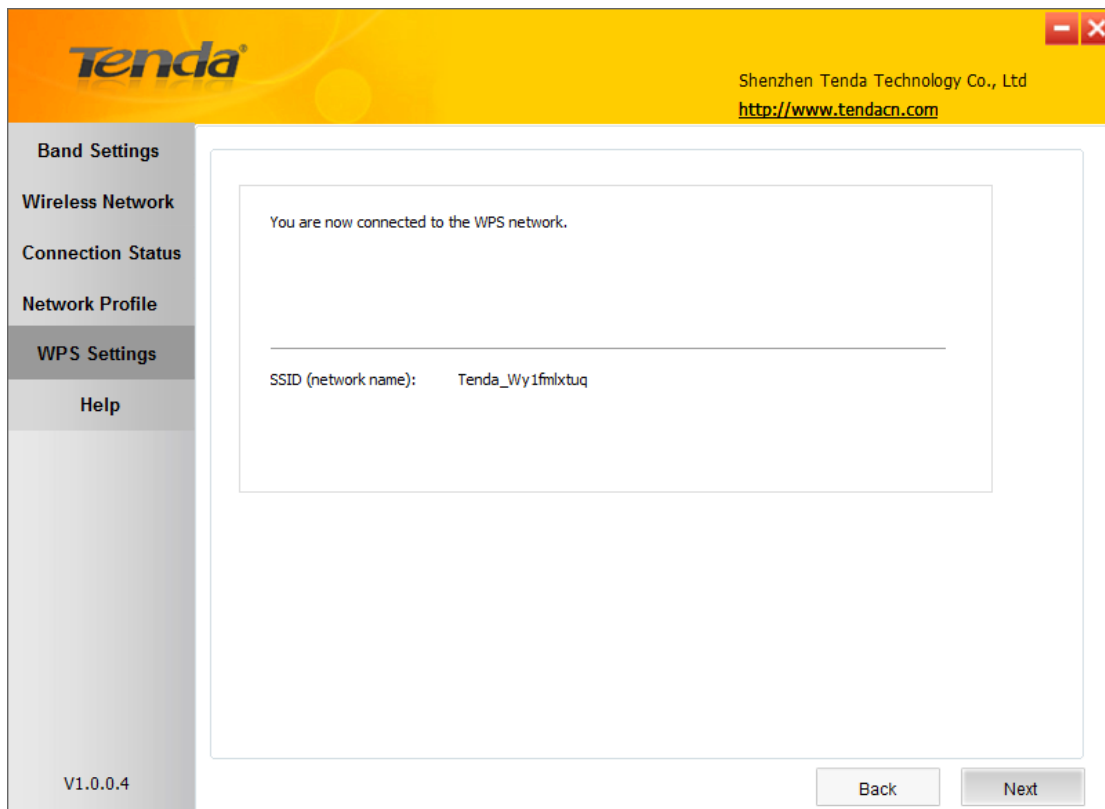 Tenda®
Shenzhen Tenda Technology Co., Ltd
http://www.tendacn.com
Band Settings
Wireless Network
Connection Status
Network Profile
WPS Settings
Help
You are now connected to the WPS network.
SSID (network name): Tenda_Wy1fmlxtuq
V1.0.0.4
Back
Next